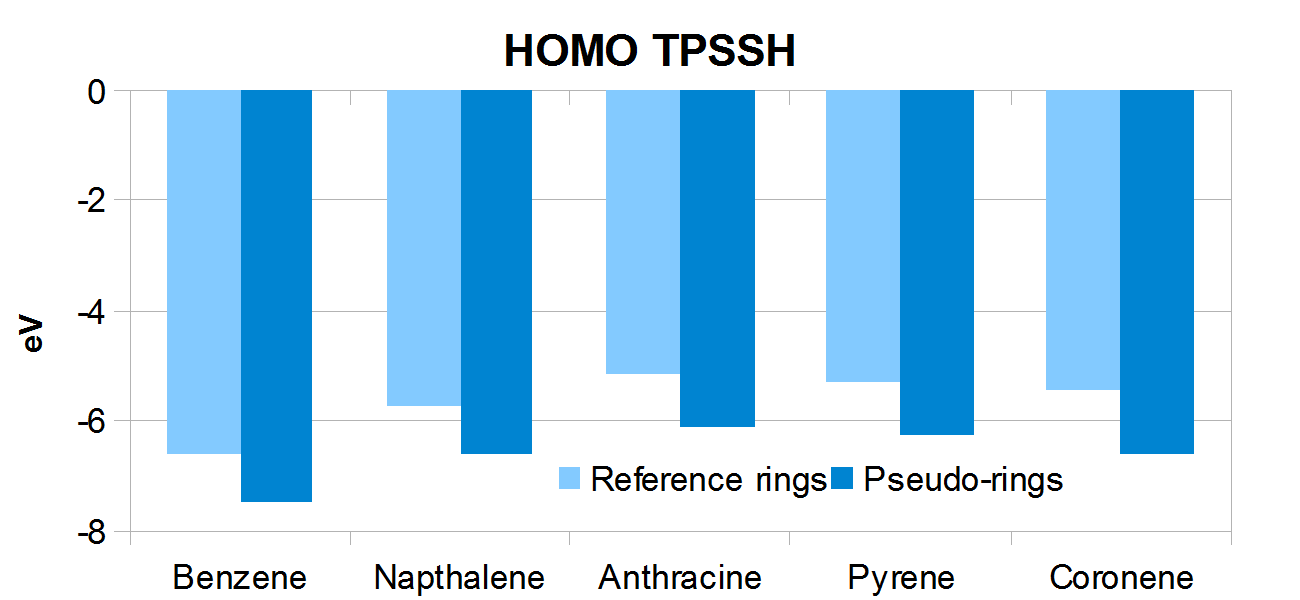 HOMO TPSSH
0
-2
-4
-6
-8
eV
Reference rings Pseudo-rings
Benzene Napthalene Anthracine Pyrene Coronene